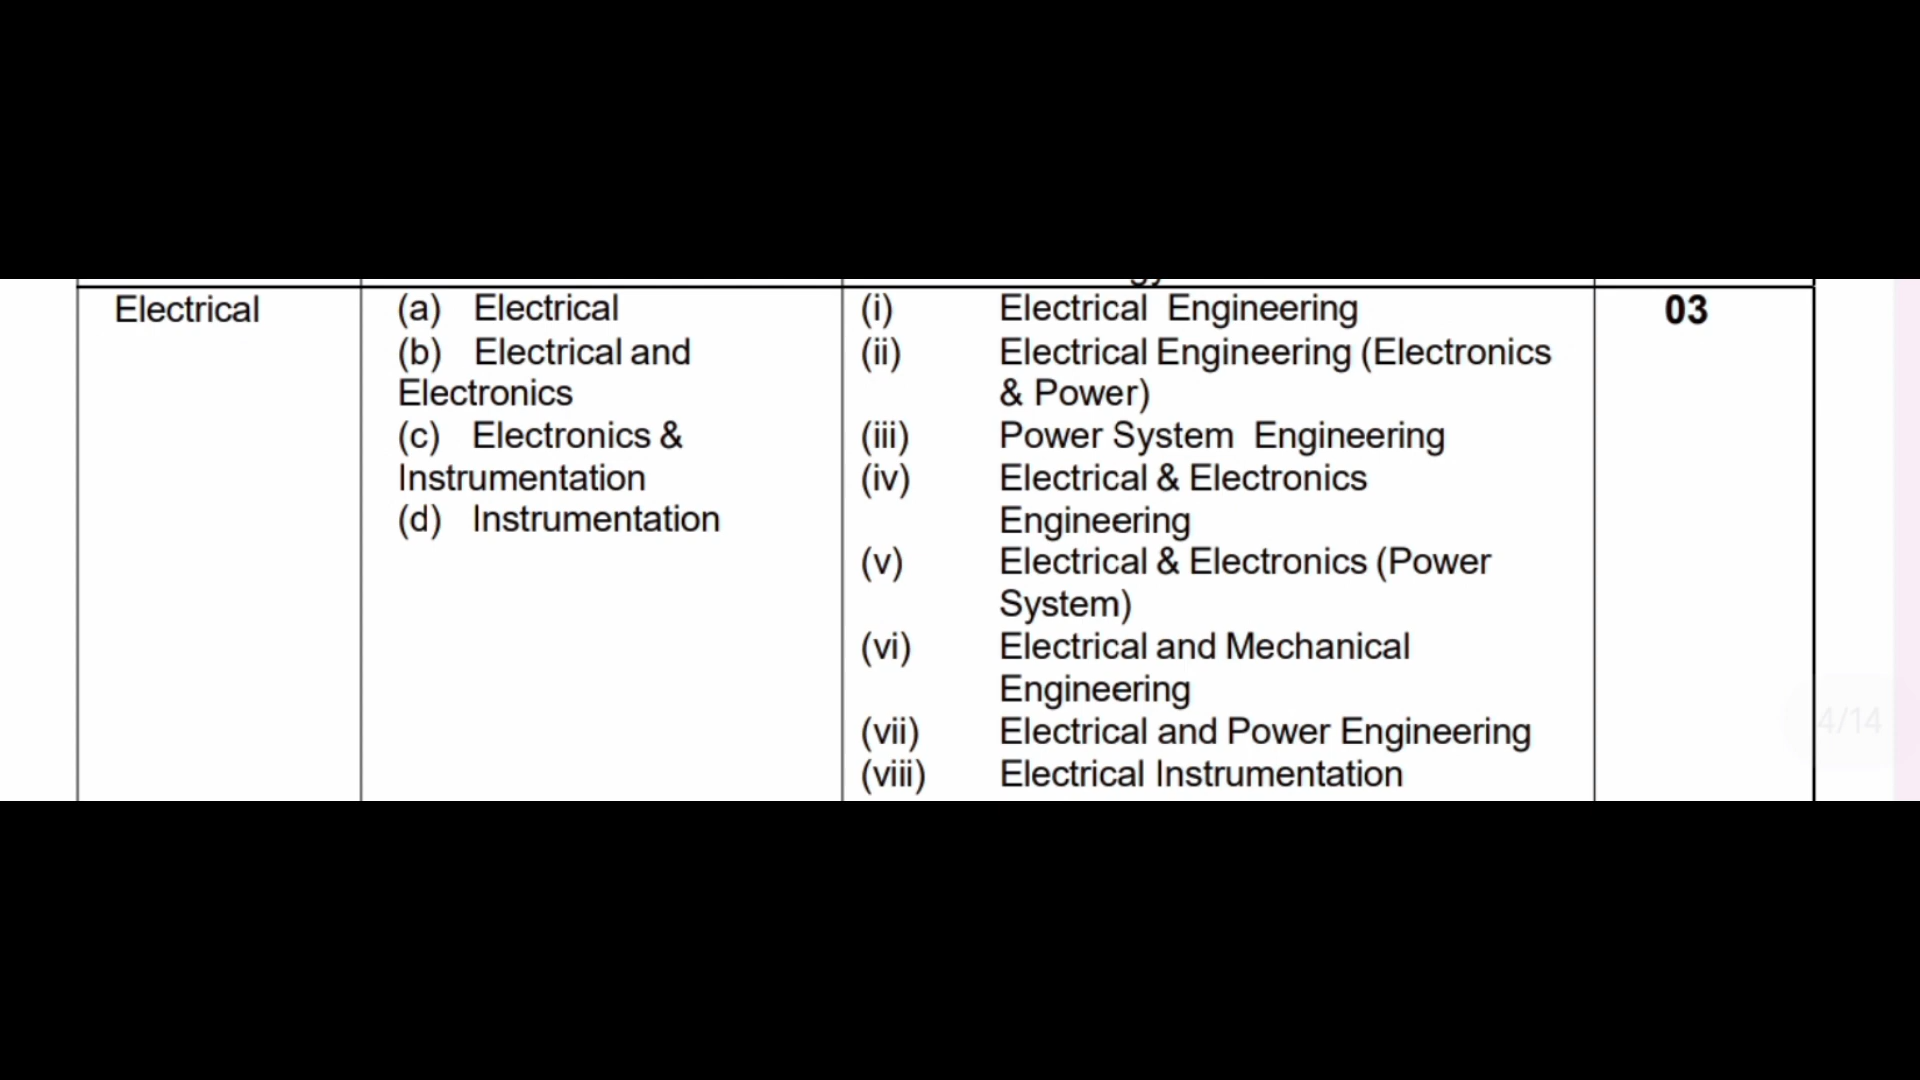 Electrical
(a) Electrical
(b) Electrical and
Electronics
(c) Electronics &
Instrumentation
(d) Instrumentation
(i) Electrical Engineering
(ii) Electrical Engineering (Electronics
& Power)
(iii) Power System Engineering
(iv) Electrical & Electronics
Engineering
(v) Electrical & Electronics (Power
System)
(vi) Electrical and Mechanical
Engineering
(vii) Electrical and Power Engineering
(viii) Electrical Instrumentation
03
4/14